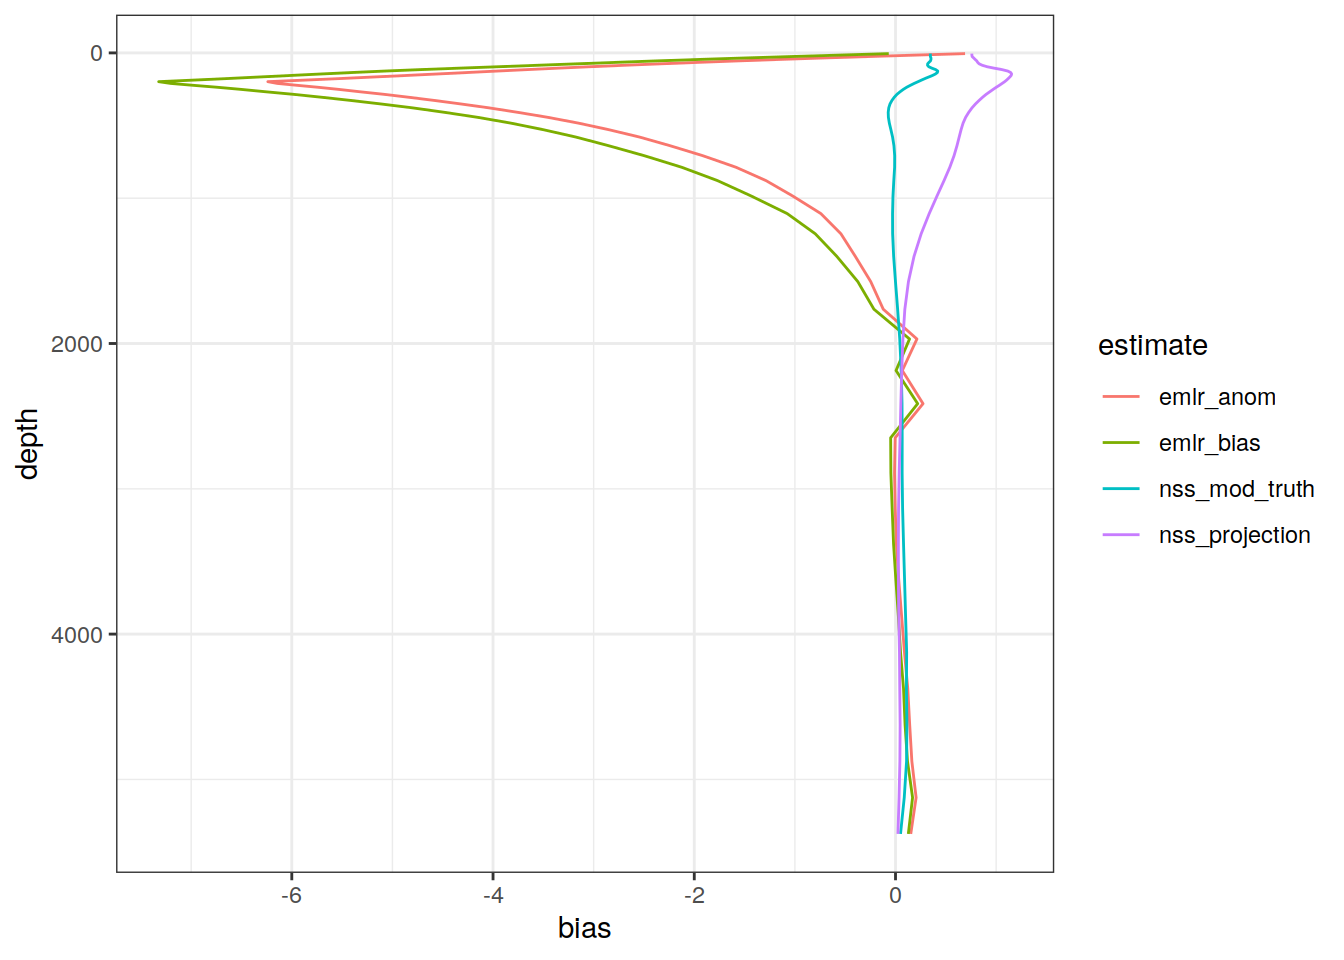 0
2000
4000
depth
-6
-4
-2
0
bias
estimate
emlr_anom
emlr_bias
nss_mod_truth
nss_projection